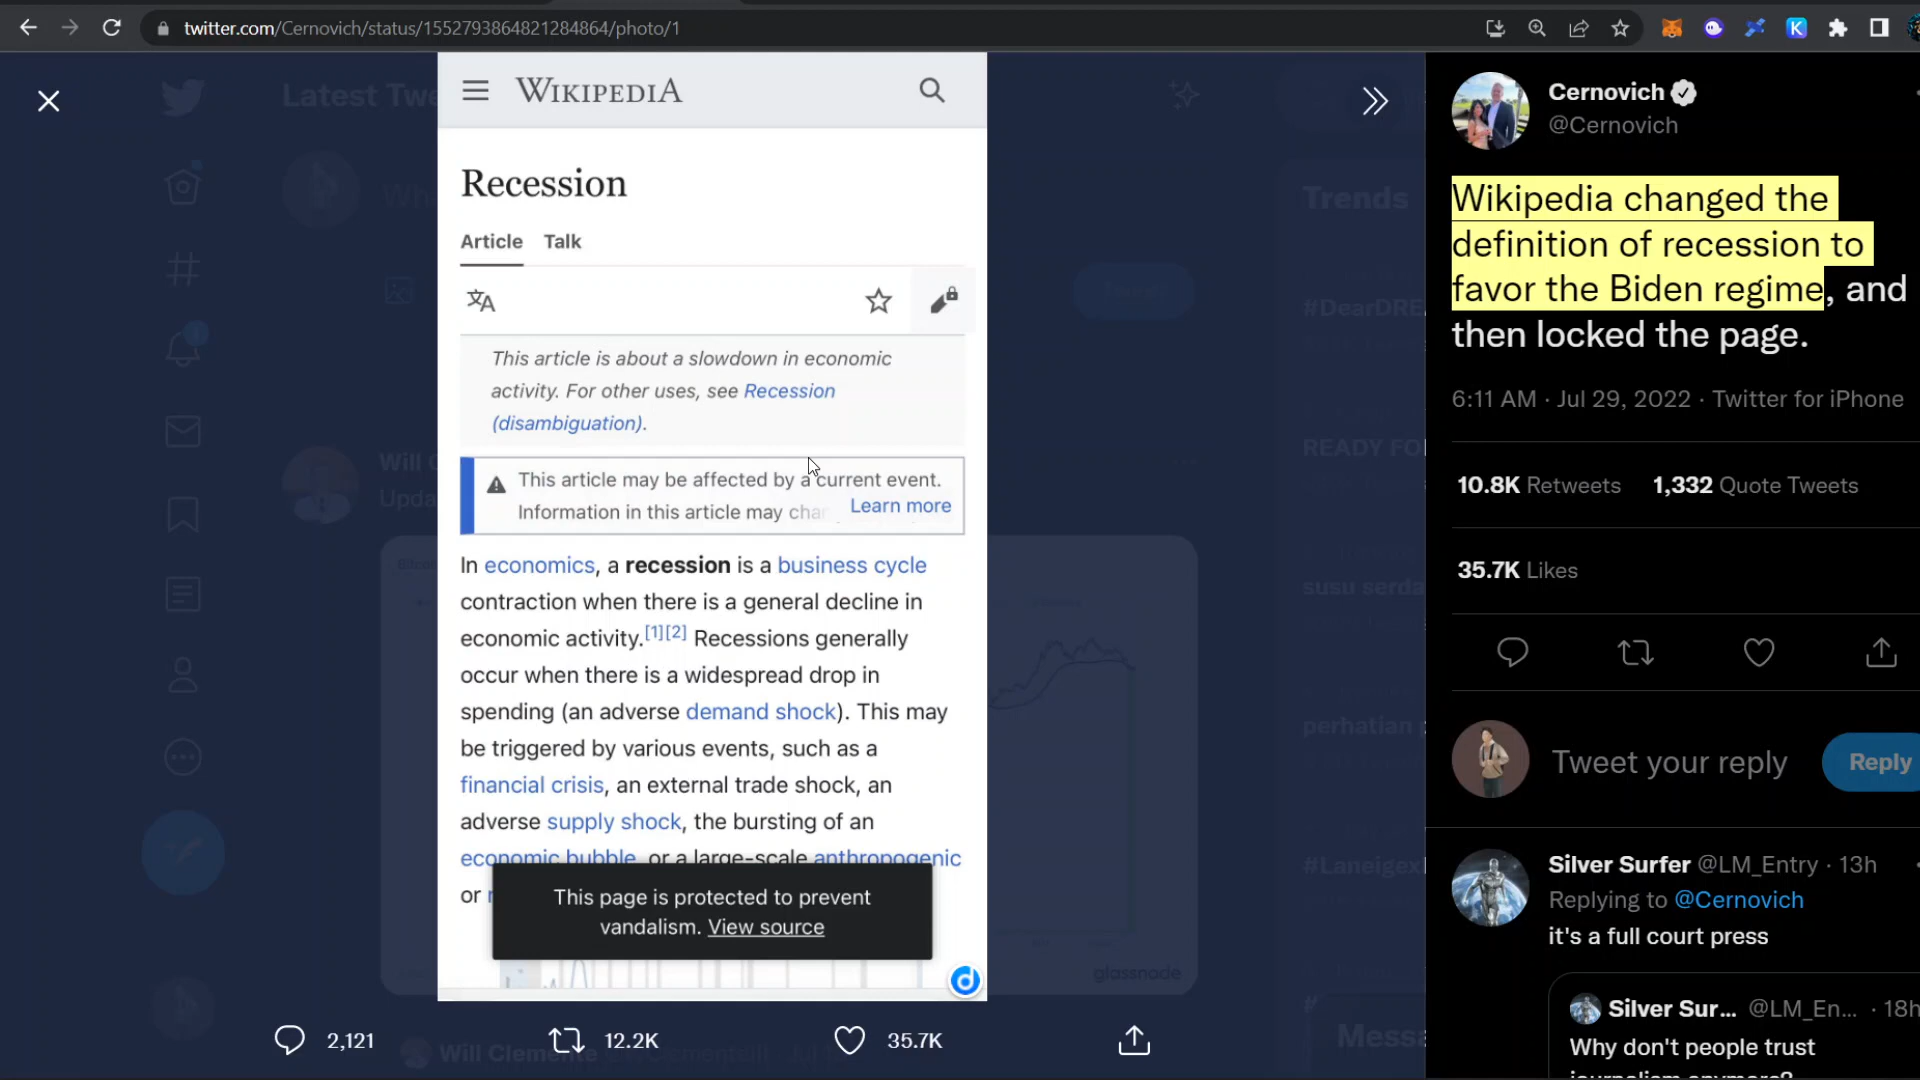 twitter.com/Cernovich/status/1552793864821284864/photo/1
WIKIPEDIA
Recession
Article Talk
This article is about a slowdown in economic
activity. For other uses, see Recession
(disambiguation).
This article may be affected by a current event.
Information in this article may
Learn more
In economics, a recession is a business cycle
contraction when there is a general decline in
economic activity.[1][2] Recessions generally
occur when there is a widespread drop in
spending (an adverse demand shock). This may
be triggered by various events, such as a
financial crisis, an external trade shock, an
adverse supply shock, the bursting of an
economic bubble, or a large-scale anthropogenic
or
This page is protected to prevent
vandalism. View source
2,121 12.2K 35.7K
Latest Twe
Will C
Upda
glassnode
Will Clemente
Trends
#DearDRE
READY FO
susu serda
perhatian p
#Laneigex
Messa
Cernovich
@Cernovich
Wikipedia changed the
definition of recession to
favor the Biden regime, and
then locked the page.
6:11 AM · Jul 29, 2022 · Twitter for iPhone
10.8K Retweets 1,332 Quote Tweets
35.7K Likes
Tweet your reply
Reply
Silver Surfer @LM_Entry · 13h
Replying to @Cernovich
it's a full court press
Silver Sur... @LM_En... · 18h
Why don't people trust
journalism anymore?